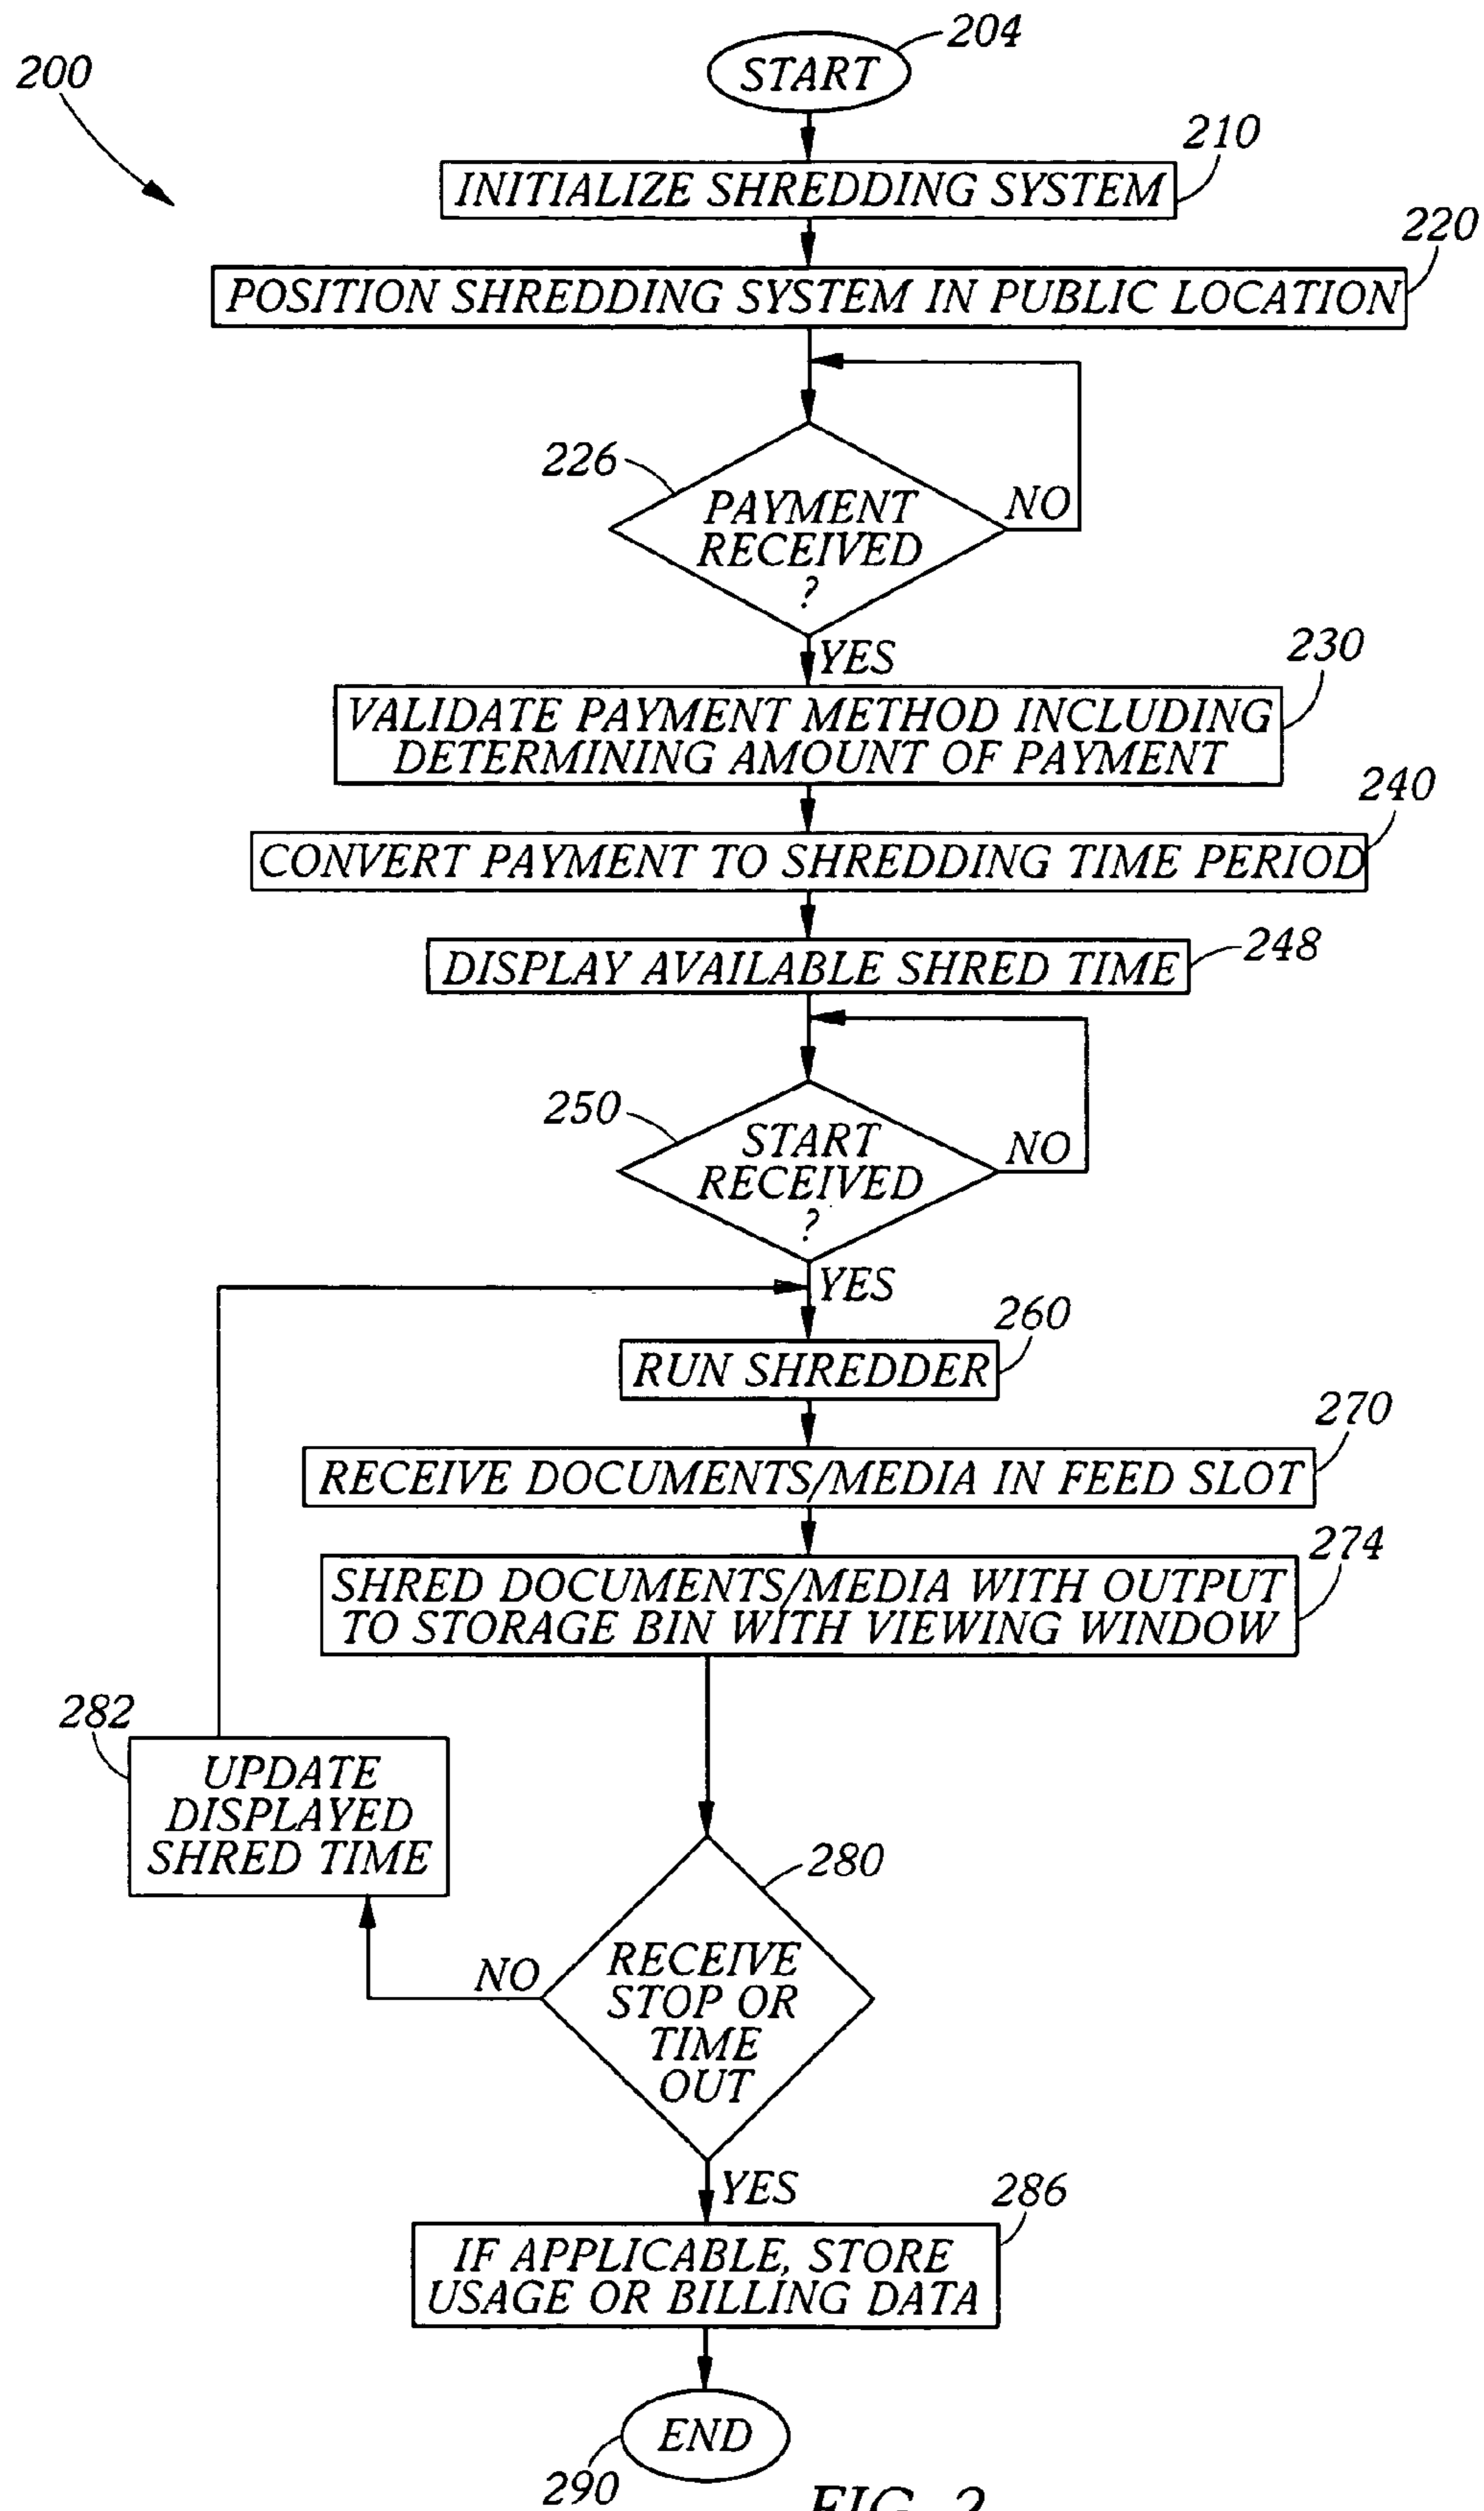 204
START
200
210
INITIALIZE SHREDDING SYSTEM
220
POSITION SHREDDING SYSTEM IN PUBLIC LOCATION
226
PAYMENT
RECEIVED
?
NO
YES
230
VALIDATE PAYMENT METHOD INCLUDING
DETERMINING AMOUNT OF PAYMENT
240
CONVERT PAYMENT TO SHREDDING TIME PERIOD
248
DISPLAY AVAILABLE SHRED TIME
250
START
RECEIVED
?
NO
YES
260
RUN SHREDDER
270
RECEIVE DOCUMENTS/MEDIA IN FEED SLOT
274
SHRED DOCUMENTS/MEDIA WITH OUTPUT
TO STORAGE BIN WITH VIEWING WINDOW
282
UPDATE
DISPLAYED
SHRED TIME
280
RECEIVE
STOP OR
TIME
OUT
NO
YES
286
IF APPLICABLE, STORE
USAGE OR BILLING DATA
END
290
FIG. 2